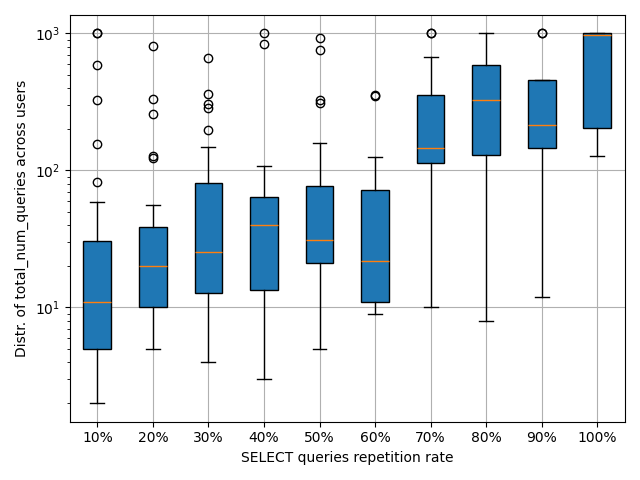 Distr. of total_num_queries across users
10³
10²
10¹
10% 20% 30% 40% 50% 60% 70% 80% 90% 100%
SELECT queries repetition rate